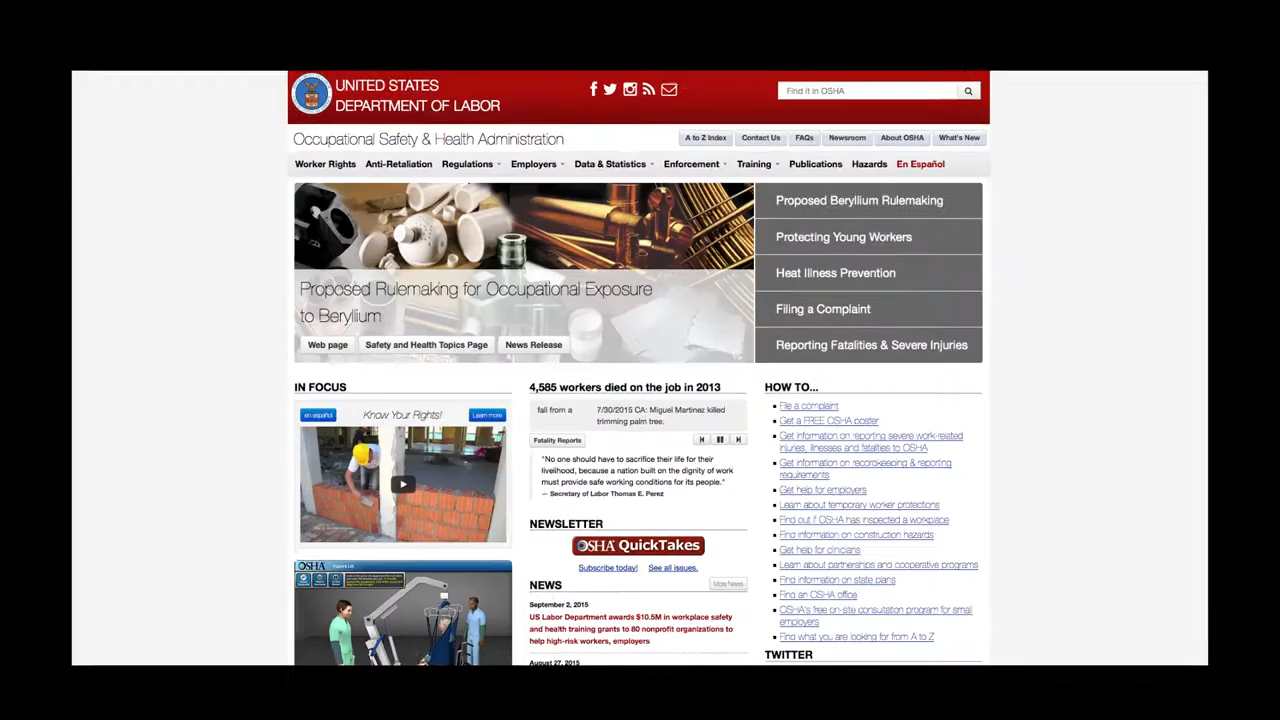 UNITED STATES
DEPARTMENT OF LABOR
Find it in OSHA
Occupational Safety & Health Administration
A to Z Index
Contact Us
FAQs
Newsroom
About OSHA
What's New
Worker Rights
Anti-Retaliation
Regulations
Employers
Data & Statistics
Enforcement
Training
Publications
Hazards
En Español
Proposed Rulemaking for Occupational Exposure
to Beryllium
Web page
Safety and Health Topics Page
News Release
Proposed Beryllium Rulemaking
Protecting Young Workers
Heat Illness Prevention
Filing a Complaint
Reporting Fatalities & Severe Injuries
IN FOCUS
en español
Know Your Rights!
Learn more
OSHA
4,585 workers died on the job in 2013
fall from a
7/30/2015 CA: Miguel Martinez killed
trimming palm tree.
Fatality Reports
"No one should have to sacrifice their life for their
livelihood, because a nation built on the dignity of work
must provide safe working conditions for its people."
— Secretary of Labor Thomas E. Perez
NEWSLETTER
OSHA QuickTakes
Subscribe today!
See all issues.
NEWS
More News
September 2, 2015
US Labor Department awards $10.5M in workplace safety
and health training grants to 80 nonprofit organizations to
help high-risk workers, employers
August 27, 2015
HOW TO...
File a complaint
Get a FREE OSHA poster
Get information on reporting severe work-related
injuries, illnesses and fatalities to OSHA
Get information on recordkeeping & reporting
requirements
Get help for employers
Learn about temporary worker protections
Find out if OSHA has inspected a workplace
Find information on construction hazards
Get help for clinicians
Learn about partnerships and cooperative programs
Find information on state plans
Find an OSHA office
OSHA's free on-site consultation program for small
employers
Find what you are looking for from A to Z
TWITTER